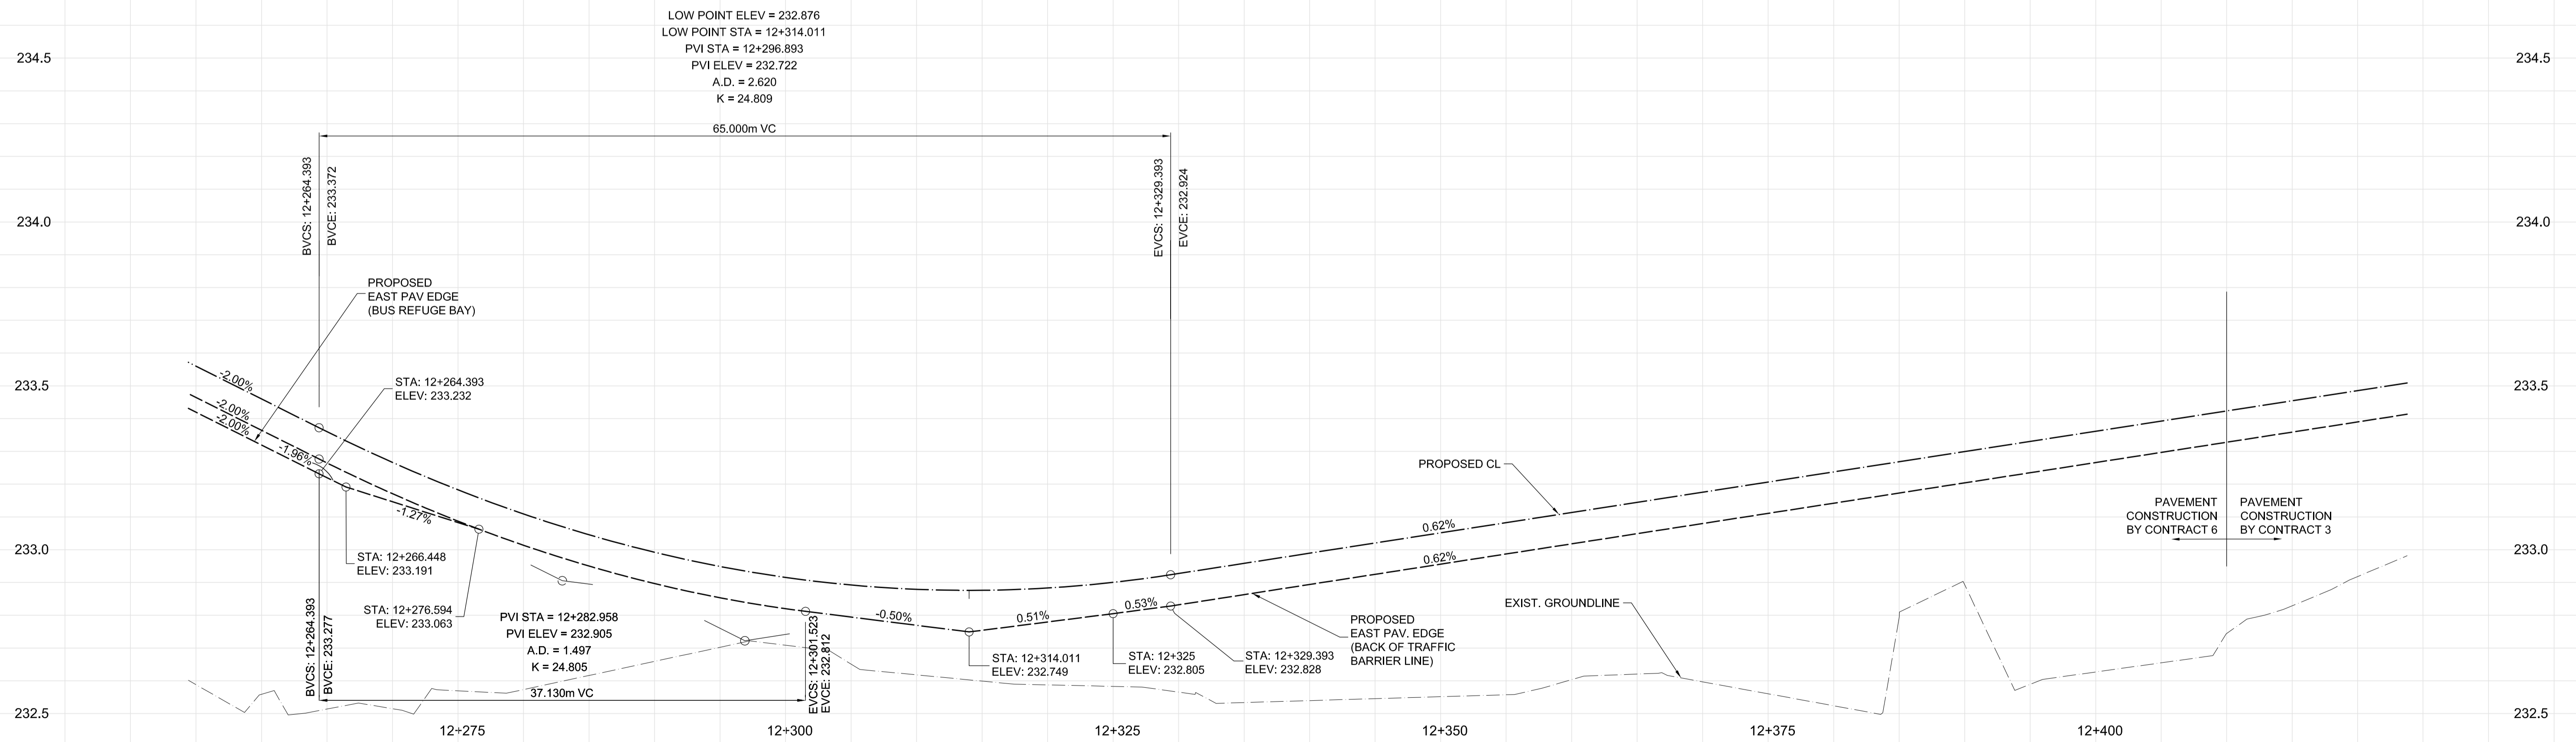 LOW POINT ELEV = 232.876
LOW POINT STA = 12+314.011
PVI STA = 12+296.893
PVI ELEV = 232.722
A.D. = 2.620
K = 24.809
234.5
234.5
65.000m VC
BVCS: 12+264.393
BVCE: 233.372
EVCS: 12+329.393
EVCE: 232.924
234.0
234.0
PROPOSED
EAST PAV EDGE
(BUS REFUGE BAY)
233.5
233.5
-2.00%
-2.00%
-2.00%
-1.96%
STA: 12+264.393
ELEV: 233.232
-1.27%
PROPOSED CL
PAVEMENT
CONSTRUCTION
BY CONTRACT 6
PAVEMENT
CONSTRUCTION
BY CONTRACT 3
0.62%
0.62%
233.0
233.0
STA: 12+266.448
ELEV: 233.191
STA: 12+276.594
ELEV: 233.063
BVCS: 12+264.393
BVCE: 233.277
PVI STA = 12+282.958
PVI ELEV = 232.905
A.D. = 1.497
K = 24.805
37.130m VC
EVCS: 12+301.523
EVCE: 232.812
-0.50%
0.51%
0.53%
STA: 12+314.011
ELEV: 232.749
STA: 12+325
ELEV: 232.805
STA: 12+329.393
ELEV: 232.828
PROPOSED
EAST PAV. EDGE
(BACK OF TRAFFIC
BARRIER LINE)
EXIST. GROUNDLINE
232.5
232.5
12+275
12+300
12+325
12+350
12+375
12+400